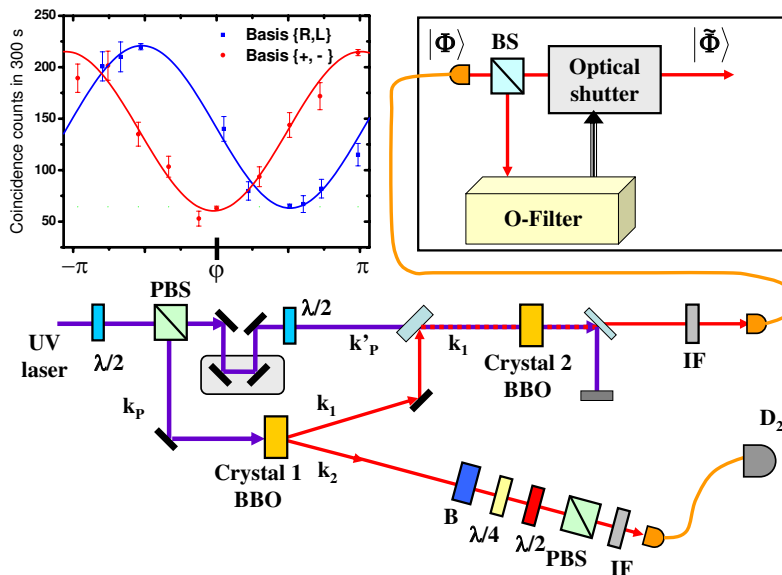 Coincidence counts in 300 s
250
200
150
100
50
Basis {R,L}
Basis {+, -}
−π
φ
π
|Φ⟩
BS
Optical
shutter
|Φ̃⟩
O-Filter
PBS
λ/2
UV
laser
λ/2
k'P
k1
Crystal 2
BBO
IF
kP
k1
Crystal 1
BBO
k2
B
λ/4
λ/2
PBS
IF
D2